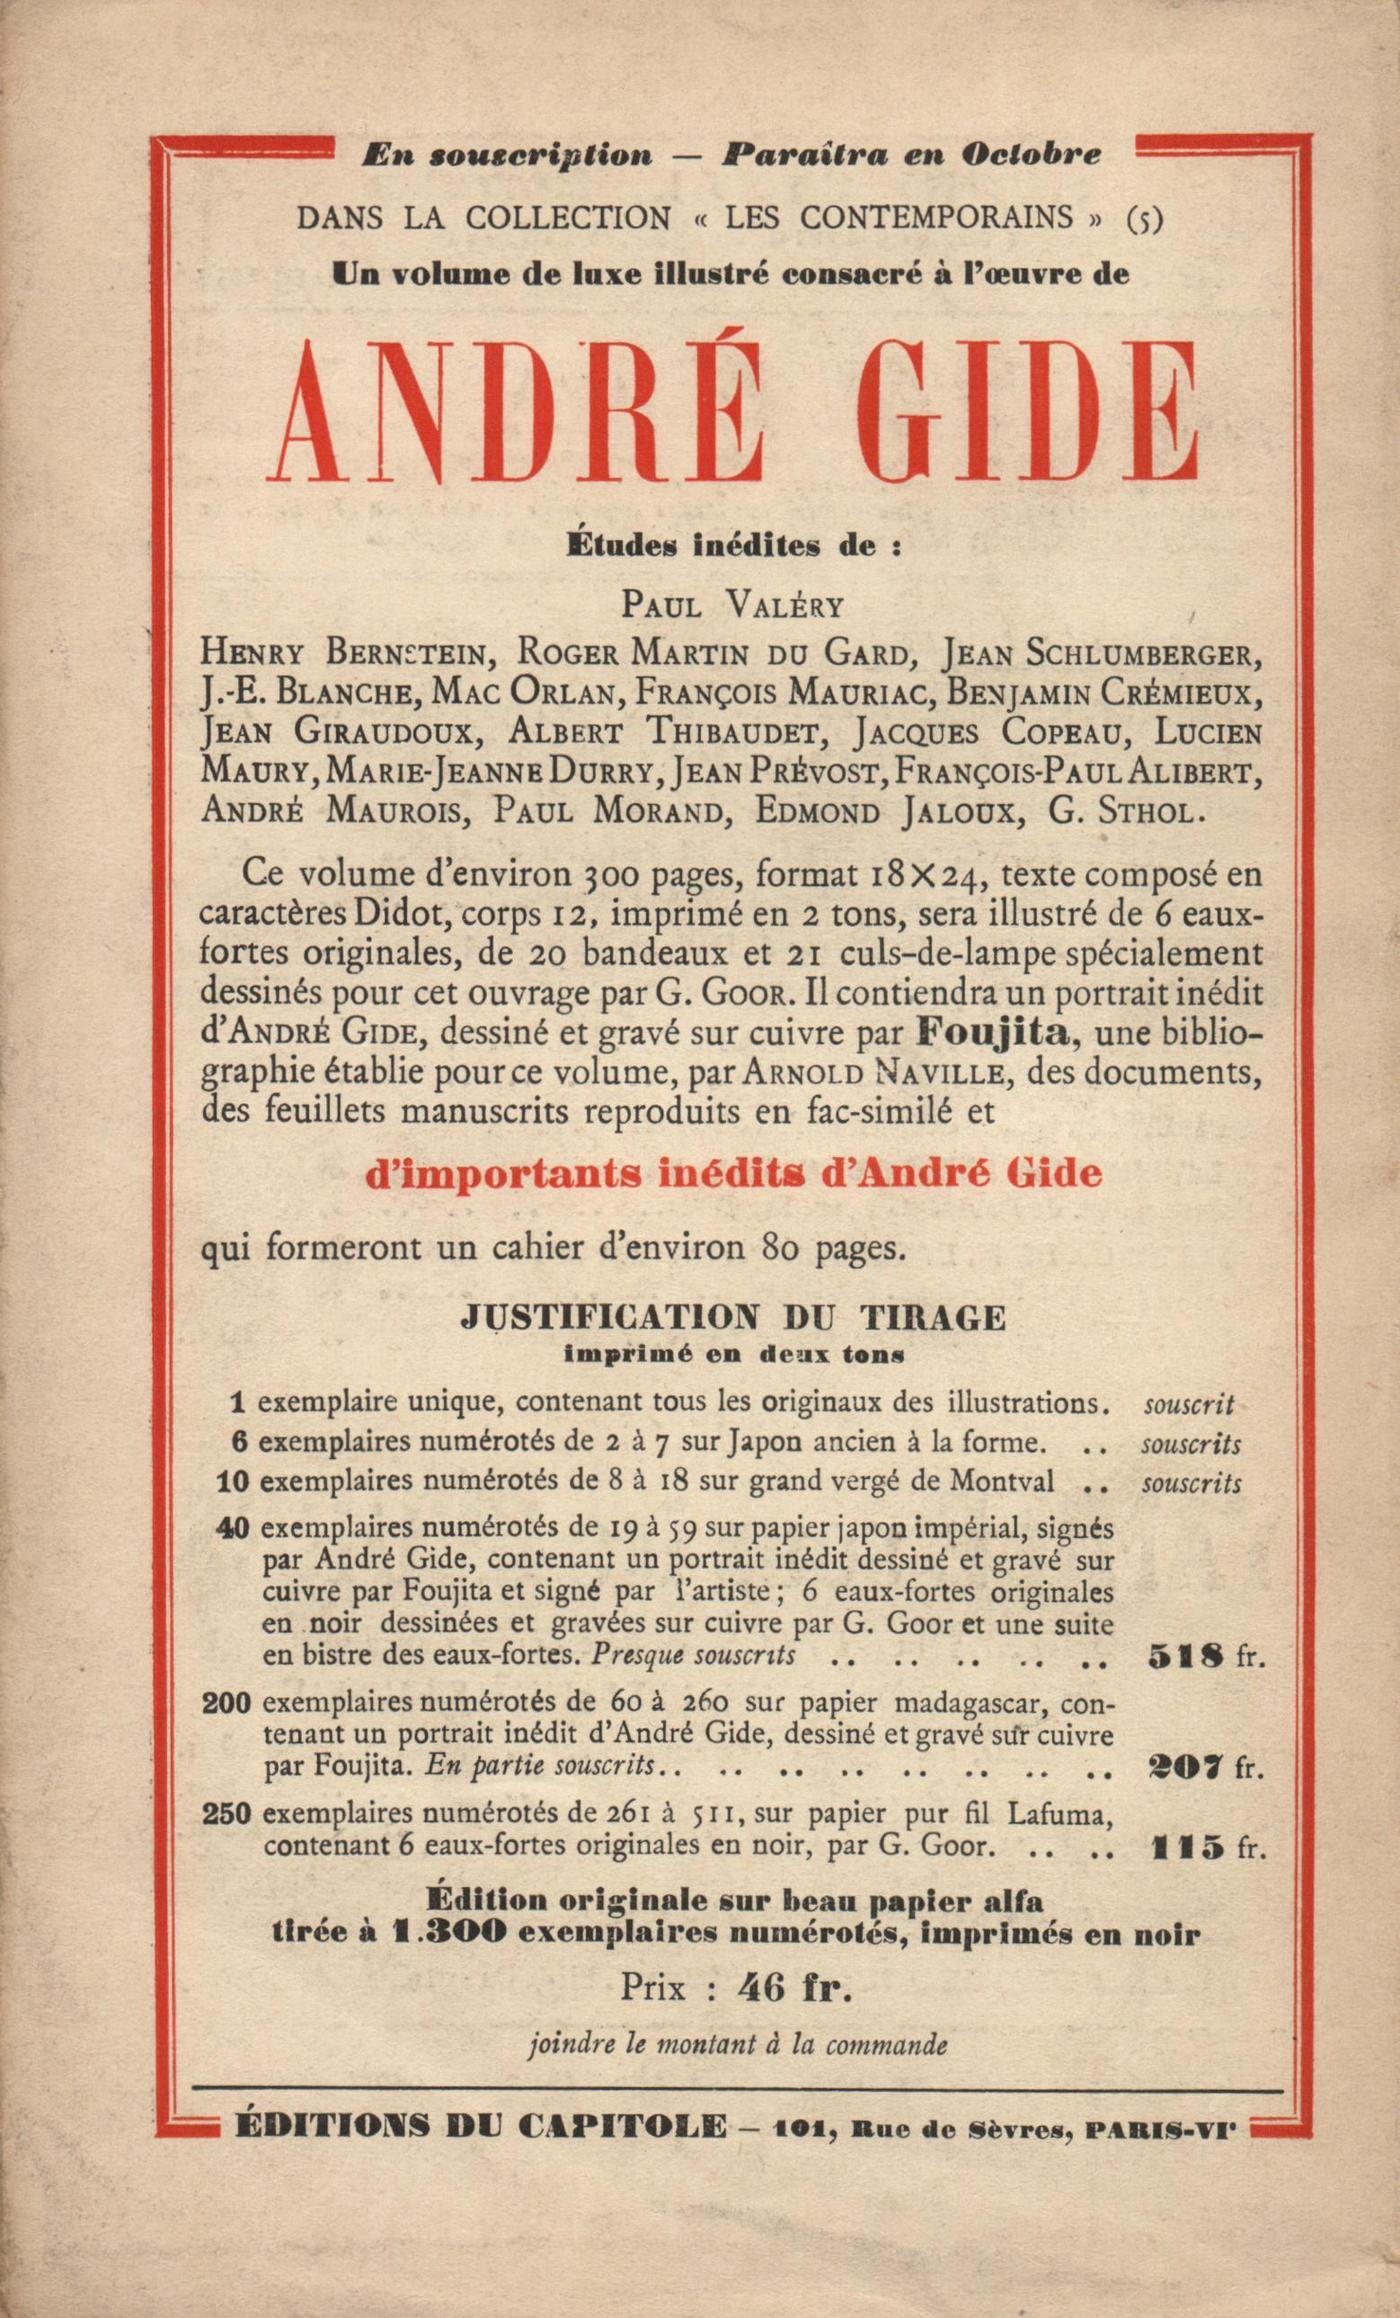 En souscription — Paraîtra en Octobre
DANS LA COLLECTION « LES CONTEMPORAINS » (5)
Un volume de luxe illustré consacré à l'œuvre de
ANDRÉ GIDE
Études inédites de :
PAUL VALÉRY
HENRY BERNSTEIN, ROGER MARTIN DU GARD, JEAN SCHLUMBERGER,
J.-E. BLANCHE, MAC ORLAN, FRANÇOIS MAURIAC, BENJAMIN CRÉMIEUX,
JEAN GIRAUDOUX, ALBERT THIBAUDET, JACQUES COPEAU, LUCIEN
MAURY, MARIE-JEANNE DURRY, JEAN PRÉVOST, FRANÇOIS-PAUL ALIBERT,
ANDRÉ MAUROIS, PAUL MORAND, EDMOND JALOUX, G. STHOL.
Ce volume d'environ 300 pages, format 18×24, texte composé en
caractères Didot, corps 12, imprimé en 2 tons, sera illustré de 6 eaux-
fortes originales, de 20 bandeaux et 21 culs-de-lampe spécialement
dessinés pour cet ouvrage par G. GOOR. Il contiendra un portrait inédit
d'ANDRÉ GIDE, dessiné et gravé sur cuivre par Foujita, une biblio-
graphie établie pour ce volume, par ARNOLD NAVILLE, des documents,
des feuillets manuscrits reproduits en fac-similé et
d'importants inédits d'André Gide
qui formeront un cahier d'environ 80 pages.
JUSTIFICATION DU TIRAGE
imprimé en deux tons
1 exemplaire unique, contenant tous les originaux des illustrations. souscrit
6 exemplaires numérotés de 2 à 7 sur Japon ancien à la forme. .. souscrits
10 exemplaires numérotés de 8 à 18 sur grand vergé de Montval .. souscrits
40 exemplaires numérotés de 19 à 59 sur papier japon impérial, signés
par André Gide, contenant un portrait inédit dessiné et gravé sur
cuivre par Foujita et signé par l'artiste ; 6 eaux-fortes originales
en noir dessinées et gravées sur cuivre par G. Goor et une suite
en bistre des eaux-fortes. Presque souscrits .. .. .. .. .. 518 fr.
200 exemplaires numérotés de 60 à 260 sur papier madagascar, con-
tenant un portrait inédit d'André Gide, dessiné et gravé sur cuivre
par Foujita. En partie souscrits.. .. .. .. .. .. .. .. 207 fr.
250 exemplaires numérotés de 261 à 511, sur papier pur fil Lafuma,
contenant 6 eaux-fortes originales en noir, par G. Goor. .. .. 115 fr.
Édition originale sur beau papier alfa
tirée à 1.300 exemplaires numérotés, imprimés en noir
Prix : 46 fr.
joindre le montant à la commande
ÉDITIONS DU CAPITOLE — 101, Rue de Sèvres, PARIS-VIe